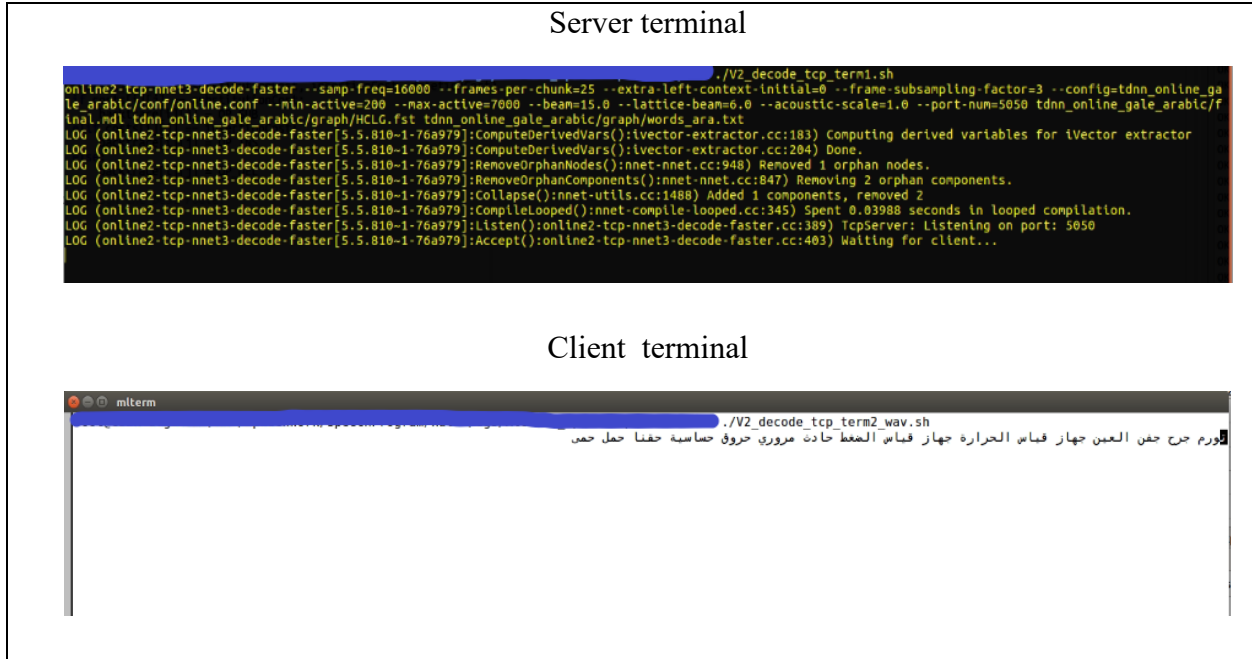 Server terminal
./V2_decode_tcp_term1.sh
online2-tcp-nnet3-decode-faster --samp-freq=16000 --frames-per-chunk=25 --extra-left-context-initial=0 --frame-subsampling-factor=3 --config=tdnn_online_ga
le_arabic/conf/online.conf --min-active=200 --max-active=7000 --beam=15.0 --lattice-beam=6.0 --acoustic-scale=1.0 --port-num=5050 tdnn_online_gale_arabic/f
inal.mdl tdnn_online_gale_arabic/graph/HCLG.fst tdnn_online_gale_arabic/graph/words_ara.txt
LOG (online2-tcp-nnet3-decode-faster[5.5.810~1-76a979]:ComputeDerivedVars():ivector-extractor.cc:183) Computing derived variables for iVector extractor
LOG (online2-tcp-nnet3-decode-faster[5.5.810~1-76a979]:ComputeDerivedVars():ivector-extractor.cc:204) Done.
LOG (online2-tcp-nnet3-decode-faster[5.5.810~1-76a979]:RemoveOrphanNodes():nnet-nnet.cc:948) Removed 1 orphan nodes.
LOG (online2-tcp-nnet3-decode-faster[5.5.810~1-76a979]:RemoveOrphanComponents():nnet-nnet.cc:847) Removing 2 orphan components.
LOG (online2-tcp-nnet3-decode-faster[5.5.810~1-76a979]:Collapse():nnet-utils.cc:1488) Added 1 components, removed 2
LOG (online2-tcp-nnet3-decode-faster[5.5.810~1-76a979]:CompileLooped():nnet-compile-looped.cc:345) Spent 0.03988 seconds in looped compilation.
LOG (online2-tcp-nnet3-decode-faster[5.5.810~1-76a979]:Listen():online2-tcp-nnet3-decode-faster.cc:389) TcpServer: Listening on port: 5050
LOG (online2-tcp-nnet3-decode-faster[5.5.810~1-76a979]:Accept():online2-tcp-nnet3-decode-faster.cc:403) Waiting for client...
Client terminal
mlterm
./V2_decode_tcp_term2_wav.sh
تورم جرح جفن العين جهاز قياس الحرارة جهاز قياس الضغط حادث مروري حروق حساسية حقنا حمل حمى